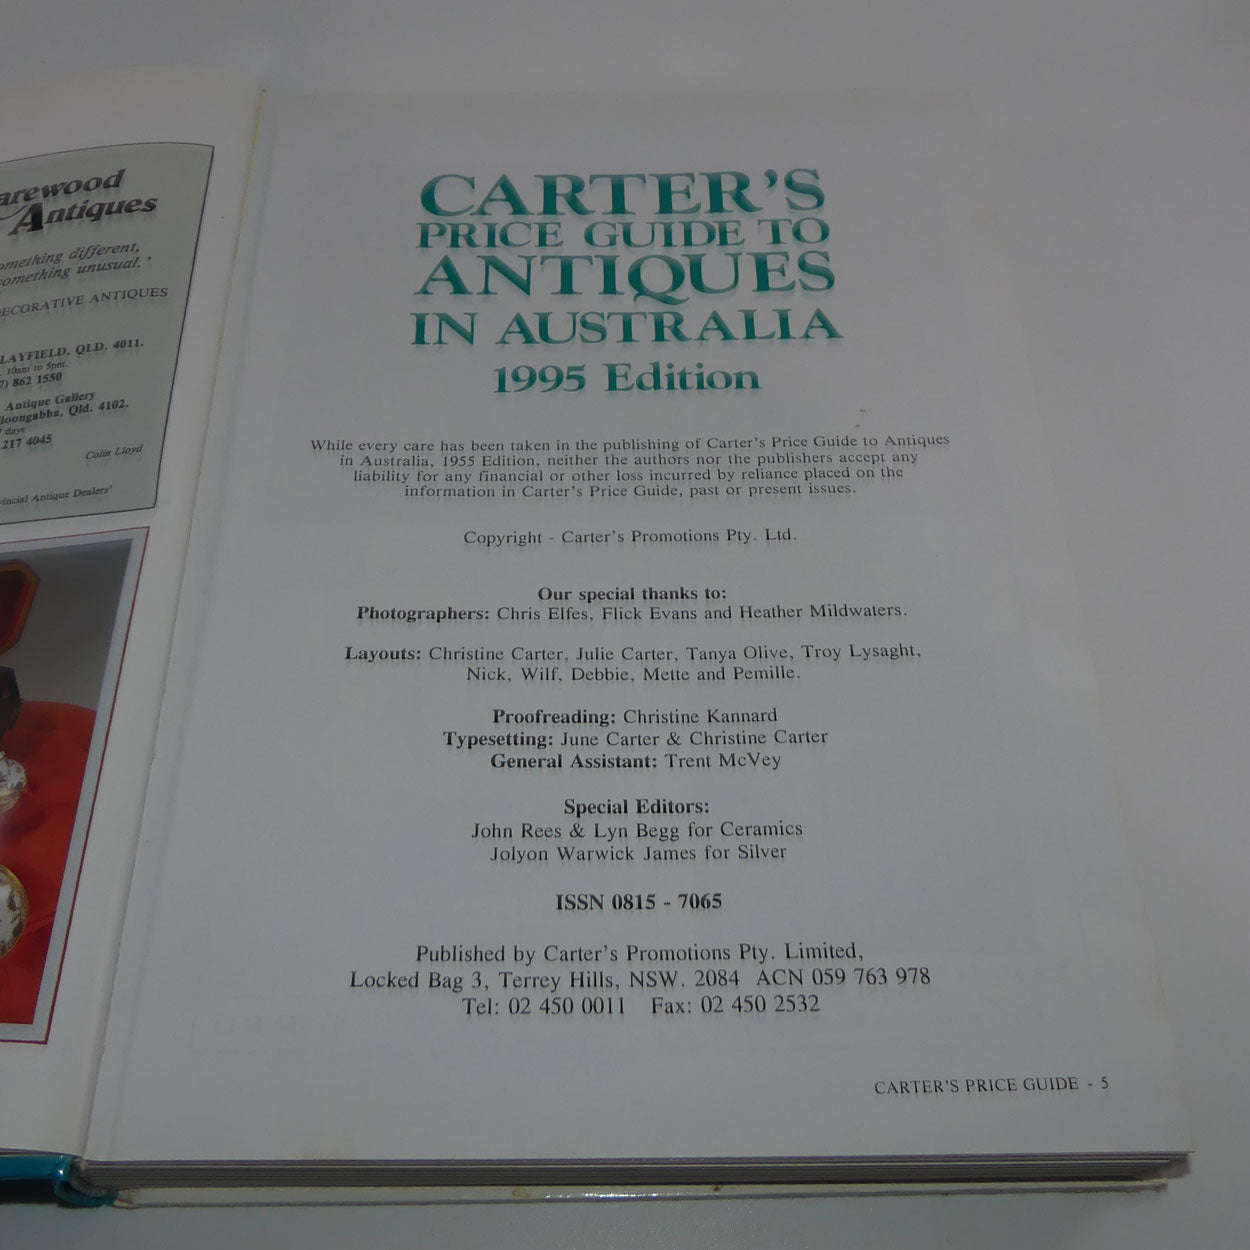 Antiques
something different,
something unusual.'
DECORATIVE ANTIQUES
CLAYFIELD, QLD. 4011.
10am to 5pm.
862 1550
Antique Gallery
Woolloongabba, Qld. 4102.
days
217 4045
Colin Lloyd
Antique Dealers'
CARTER'S
PRICE GUIDE TO
ANTIQUES
IN AUSTRALIA
1995 Edition
While every care has been taken in the publishing of Carter's Price Guide to Antiques
in Australia, 1955 Edition, neither the authors nor the publishers accept any
liability for any financial or other loss incurred by reliance placed on the
information in Carter's Price Guide, past or present issues.
Copyright - Carter's Promotions Pty. Ltd.
Our special thanks to:
Photographers: Chris Elfes, Flick Evans and Heather Mildwaters.
Layouts: Christine Carter, Julie Carter, Tanya Olive, Troy Lysaght,
Nick, Wilf, Debbie, Mette and Pemille.
Proofreading: Christine Kannard
Typesetting: June Carter & Christine Carter
General Assistant: Trent McVey
Special Editors:
John Rees & Lyn Begg for Ceramics
Jolyon Warwick James for Silver
ISSN 0815 - 7065
Published by Carter's Promotions Pty. Limited,
Locked Bag 3, Terrey Hills, NSW. 2084 ACN 059 763 978
Tel: 02 450 0011 Fax: 02 450 2532
CARTER'S PRICE GUIDE - 5